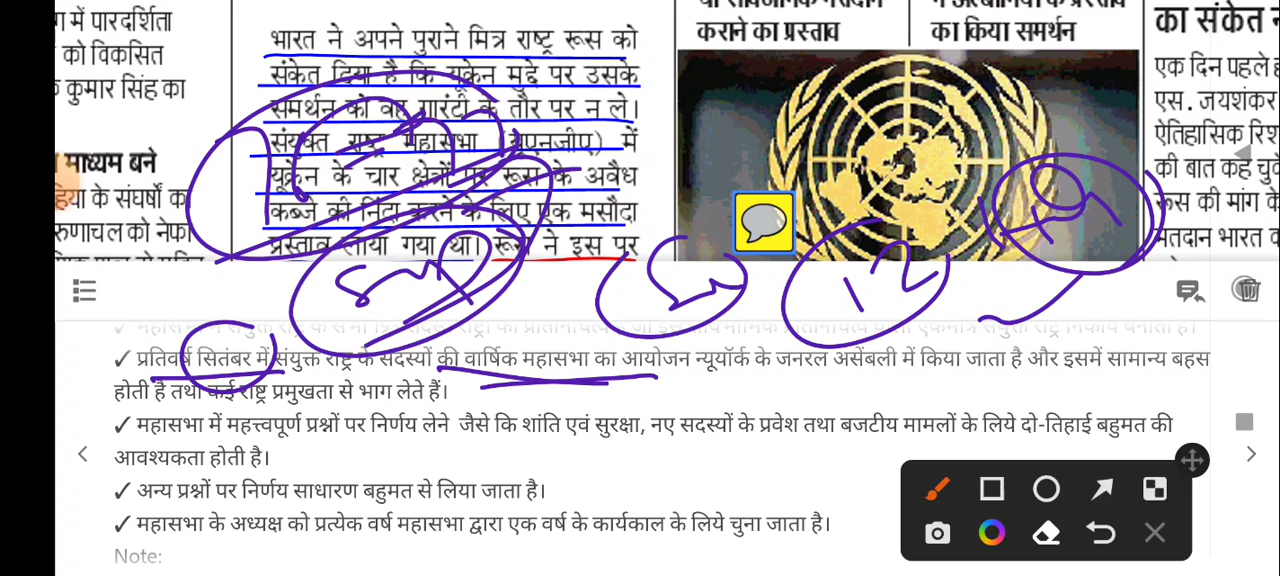 ग में पारदर्शिता
को विकसित
कुमार सिंह का
माध्यम बने
के संघर्षों क
रुणाचल को नेफा
भारत ने अपने पुराने मित्र राष्ट्र रूस को
संकेत दिया है कि यूक्रेन मुद्दे पर उसके
समर्थन को वह गारंटी के तौर पर न ले।
संयुक्त राष्ट्र महासभा (यूएनजीए) में
यूक्रेन के चार क्षेत्रों पर रूस के अवैध
कब्जे की निंदा करने के लिए एक मसौदा
प्रस्ताव लाया गया था। रूस ने इस पर
कराने का प्रस्ताव
का किया समर्थन
का संकेत
एक दिन पहले
एस. जयशंकर
ऐतिहासिक रिश
की बात कह चुके
रूस की मांग के
मतदान भारत
12
✓ प्रतिवर्ष सितंबर में संयुक्त राष्ट्र के सदस्यों की वार्षिक महासभा का आयोजन न्यूयॉर्क के जनरल असेंबली में किया जाता है और इसमें सामान्य बहस
होती है तथा कई राष्ट्र प्रमुखता से भाग लेते हैं।
✓ महासभा में महत्त्वपूर्ण प्रश्नों पर निर्णय लेने जैसे कि शांति एवं सुरक्षा, नए सदस्यों के प्रवेश तथा बजटीय मामलों के लिये दो-तिहाई बहुमत की
आवश्यकता होती है।
✓ अन्य प्रश्नों पर निर्णय साधारण बहुमत से लिया जाता है।
✓ महासभा के अध्यक्ष को प्रत्येक वर्ष महासभा द्वारा एक वर्ष के कार्यकाल के लिये चुना जाता है।
Note: